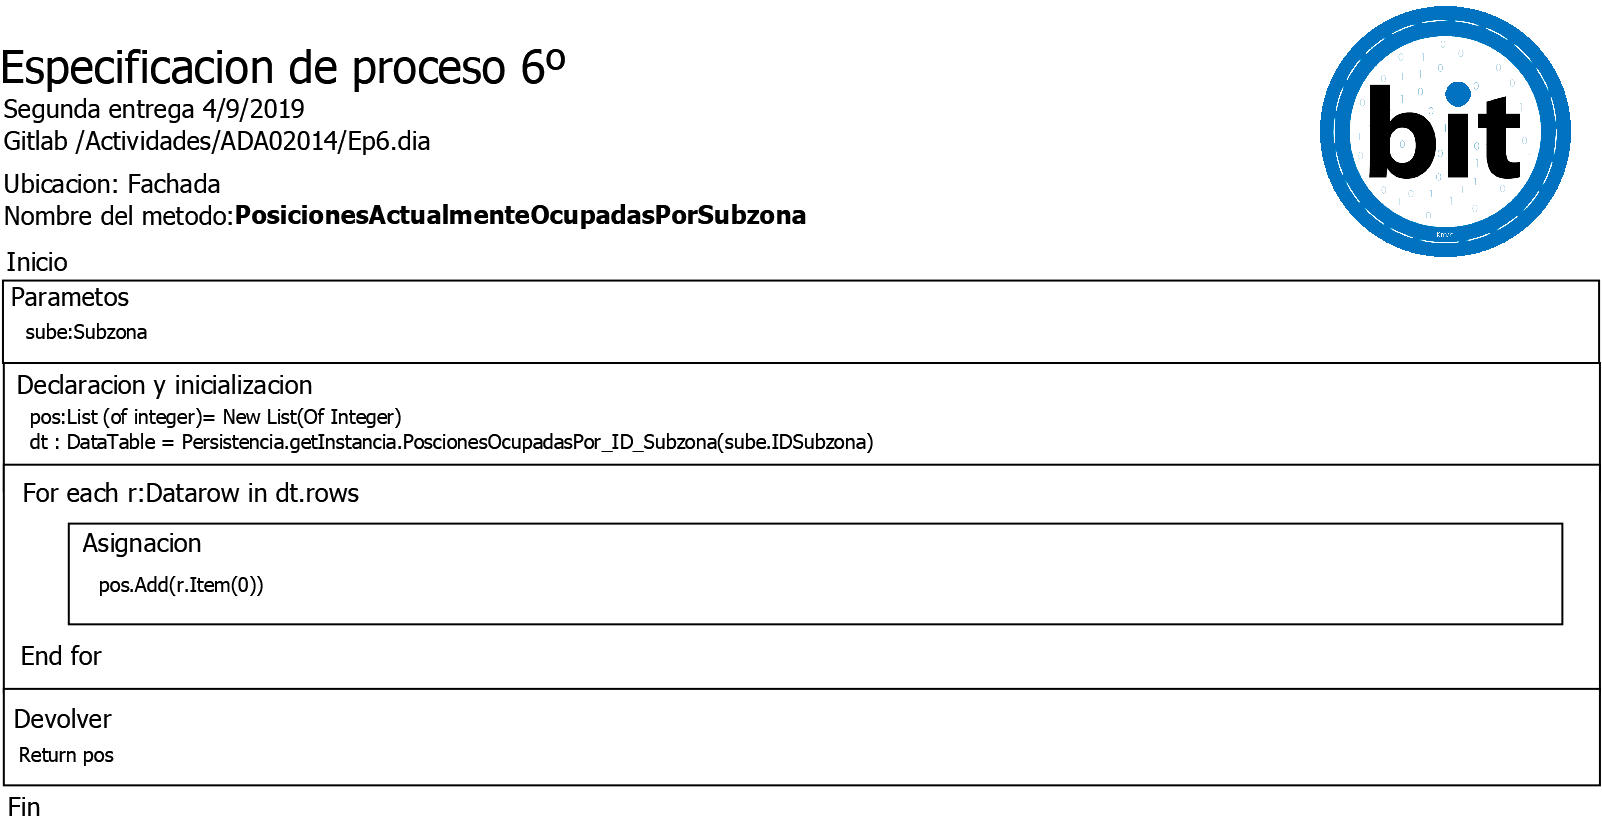 Especificacion de proceso 6º
Segunda entrega 4/9/2019
Gitlab /Actividades/ADA02014/Ep6.dia
Ubicacion: Fachada
Nombre del metodo:PosicionesActualmenteOcupadasPorSubzona
bit
Inicio
Parametos
sube:Subzona
Declaracion y inicializacion
pos:List (of integer)= New List(Of Integer)
dt : DataTable = Persistencia.getInstancia.PoscionesOcupadasPor_ID_Subzona(sube.IDSubzona)
For each r:Datarow in dt.rows
Asignacion
pos.Add(r.Item(0))
End for
Devolver
Return pos
Fin